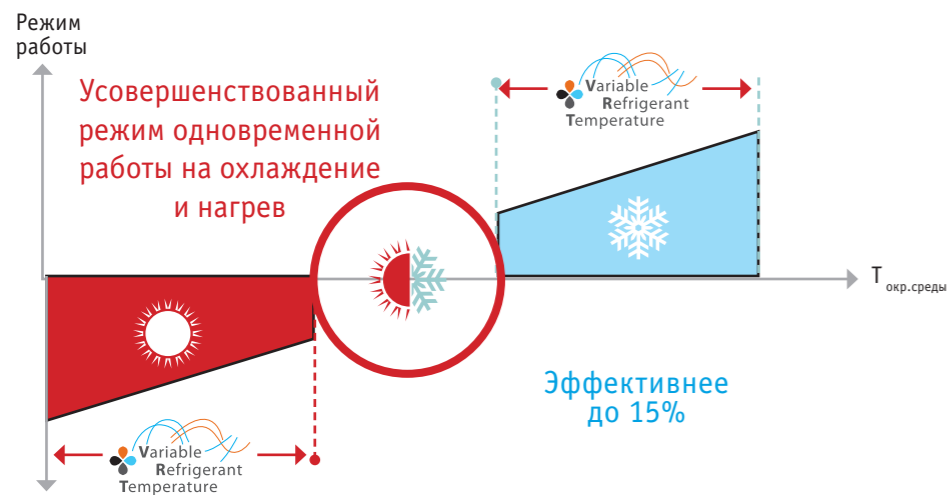 Режим
работы
Усовершенствованный
режим одновременной
работы на охлаждение
и нагрев
Variable
Refrigerant
Temperature
T окр.среды
Эффективнее
до 15%
Variable
Refrigerant
Temperature